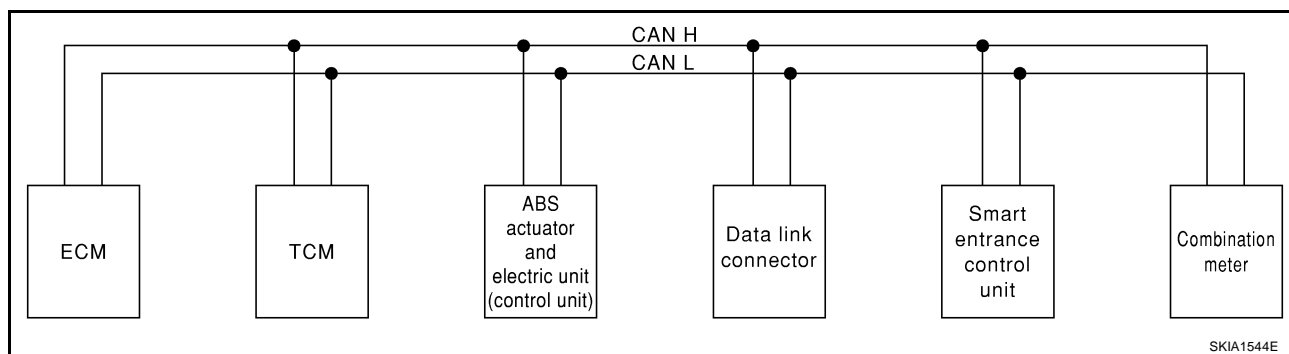 CAN H
CAN L
ECM
TCM
ABS
actuator
and
electric unit
(control unit)
Data link
connector
Smart
entrance
control
unit
Combination
meter
SKIA1544E